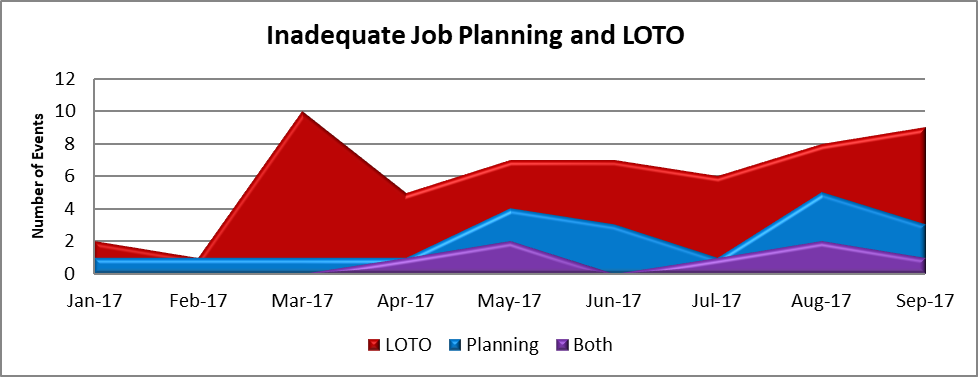 Inadequate Job Planning and LOTO
Number of Events
12
10
8
6
4
2
0
Jan-17 Feb-17 Mar-17 Apr-17 May-17 Jun-17 Jul-17 Aug-17 Sep-17
LOTO Planning Both